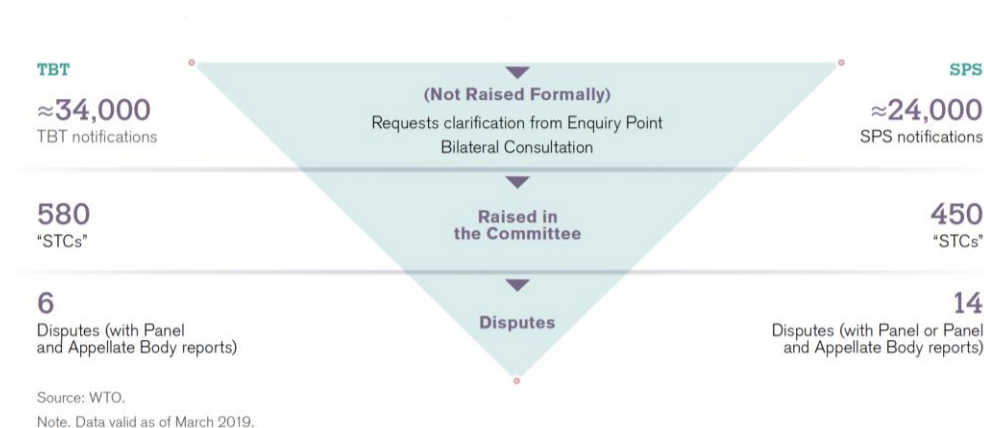 TBT
≈34,000
TBT notifications
(Not Raised Formally)
Requests clarification from Enquiry Point
Bilateral Consultation
SPS
≈24,000
SPS notifications
580
“STCs”
Raised in
the Committee
450
“STCs”
6
Disputes (with Panel
and Appellate Body reports)
Disputes
14
Disputes (with Panel or Panel
and Appellate Body reports)
Source: WTO.
Note. Data valid as of March 2019.